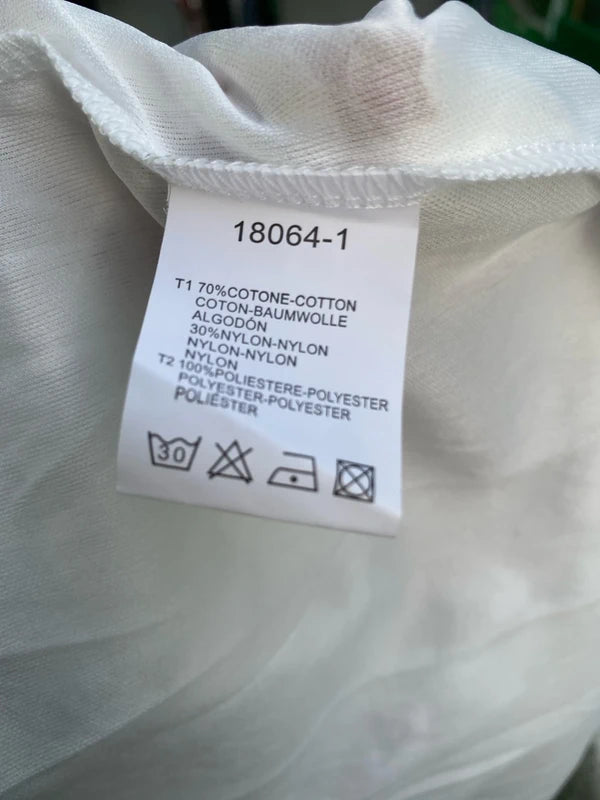 18064-1
T1 70%COTONE-COTTON
COTON-BAUMWOLLE
ALGODÓN
30%NYLON-NYLON
NYLON-NYLON
NYLON
T2 100%POLIESTERE-POLYESTER
POLYESTER-POLYESTER
POLIÉSTER
30